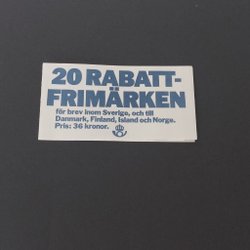 20 RABATT-
FRIMÄRKEN
för brev inom Sverige, och till
Danmark, Finland, Island och Norge.
Pris: 36 kronor.